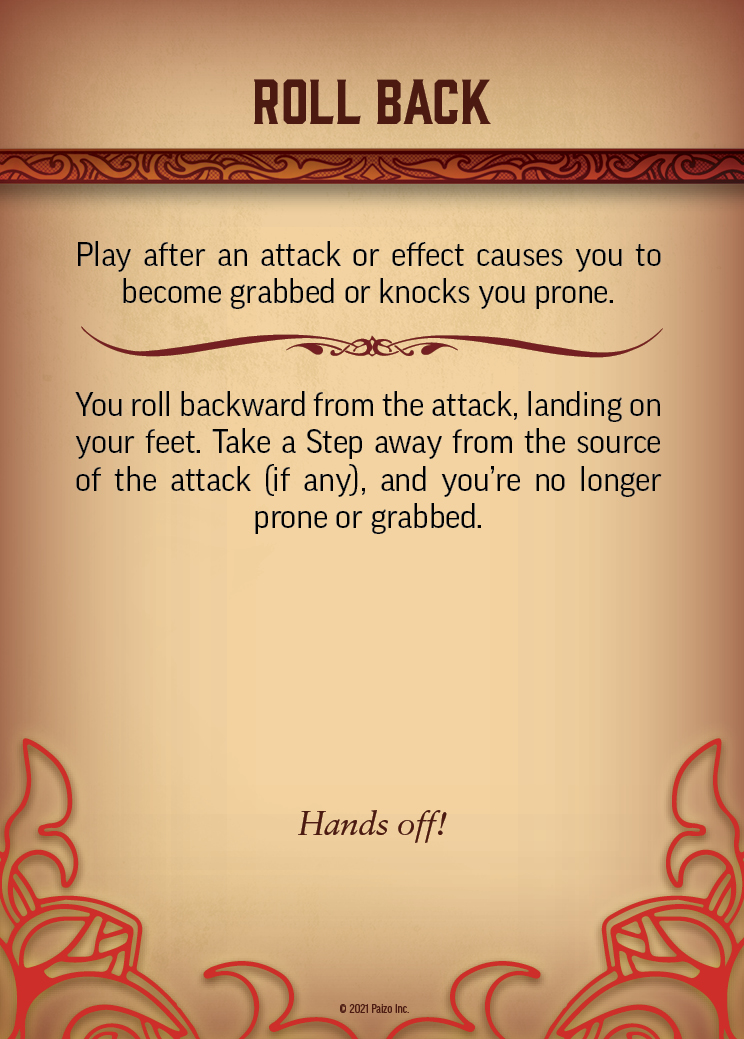 ROLL BACK
Play after an attack or effect causes you to
become grabbed or knocks you prone.
You roll backward from the attack, landing on
your feet. Take a Step away from the source
of the attack (if any), and you're no longer
prone or grabbed.
Hands off!
© 2021 Paizo Inc.